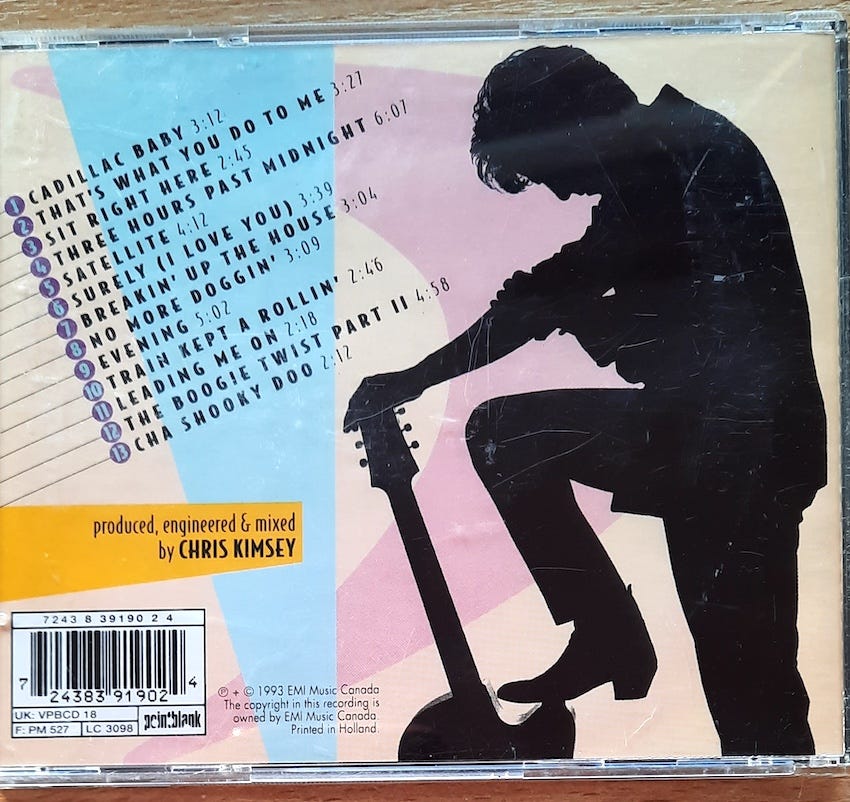 1 CADILLAC BABY 3:12
2 THAT'S WHAT YOU DO TO ME 3:27
3 SIT RIGHT HERE 2:45
4 THREE HOURS PAST MIDNIGHT 6:07
5 SATELLITE 4:12
6 SURELY (I LOVE YOU) 3:39
7 BREAKIN' UP THE HOUSE 3:04
8 NO MORE DOGGIN' 3:09
9 EVENING 5:02
10 TRAIN KEPT A ROLLIN' 2:46
11 LEADING ME ON 2:18
12 THE BOOGIE TWIST PART II 4:58
13 CHA SHOOKY DOO 2:12
produced, engineered & mixed
by CHRIS KIMSEY
7243 8 39190 2 4
7 24383 91902 4
UK: VPBCD 18
F: PM 527 LC 3098 pointblank
℗ + © 1993 EMI Music Canada
The copyright in this recording is
owned by EMI Music Canada.
Printed in Holland.